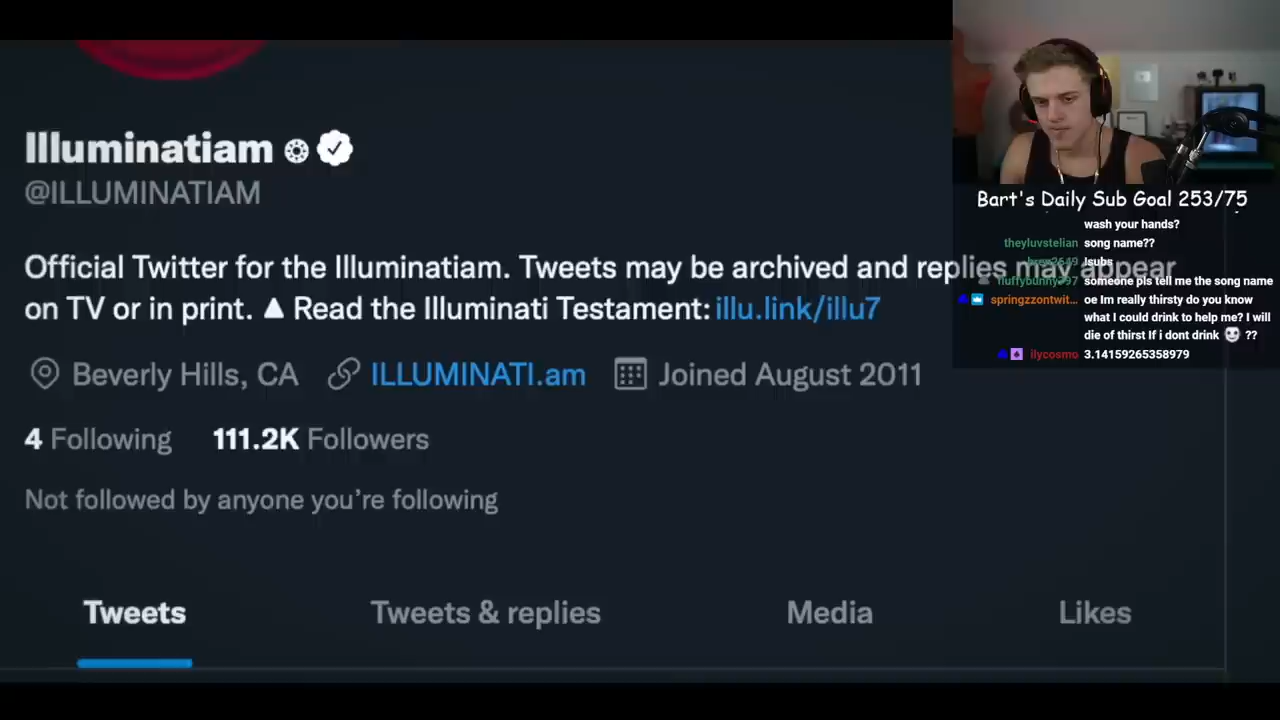 Illuminatiam
@ILLUMINATIAM
Official Twitter for the Illuminatiam. Tweets may be archived and replies may appear
on TV or in print. ▲ Read the Illuminati Testament: illu.link/illu7
Beverly Hills, CA ILLUMINATI.am Joined August 2011
4 Following 111.2K Followers
Not followed by anyone you’re following
Tweets Tweets & replies Media Likes
Bart's Daily Sub Goal 253/75
wash your hands?
theyluvstelian song name??
lsubs
fluffybunny297 someone pls tell me the song name
springzzontwit... oe Im really thirsty do you know
what I could drink to help me? I will
die of thirst If i dont drink ??
ilycosmo 3.14159265358979